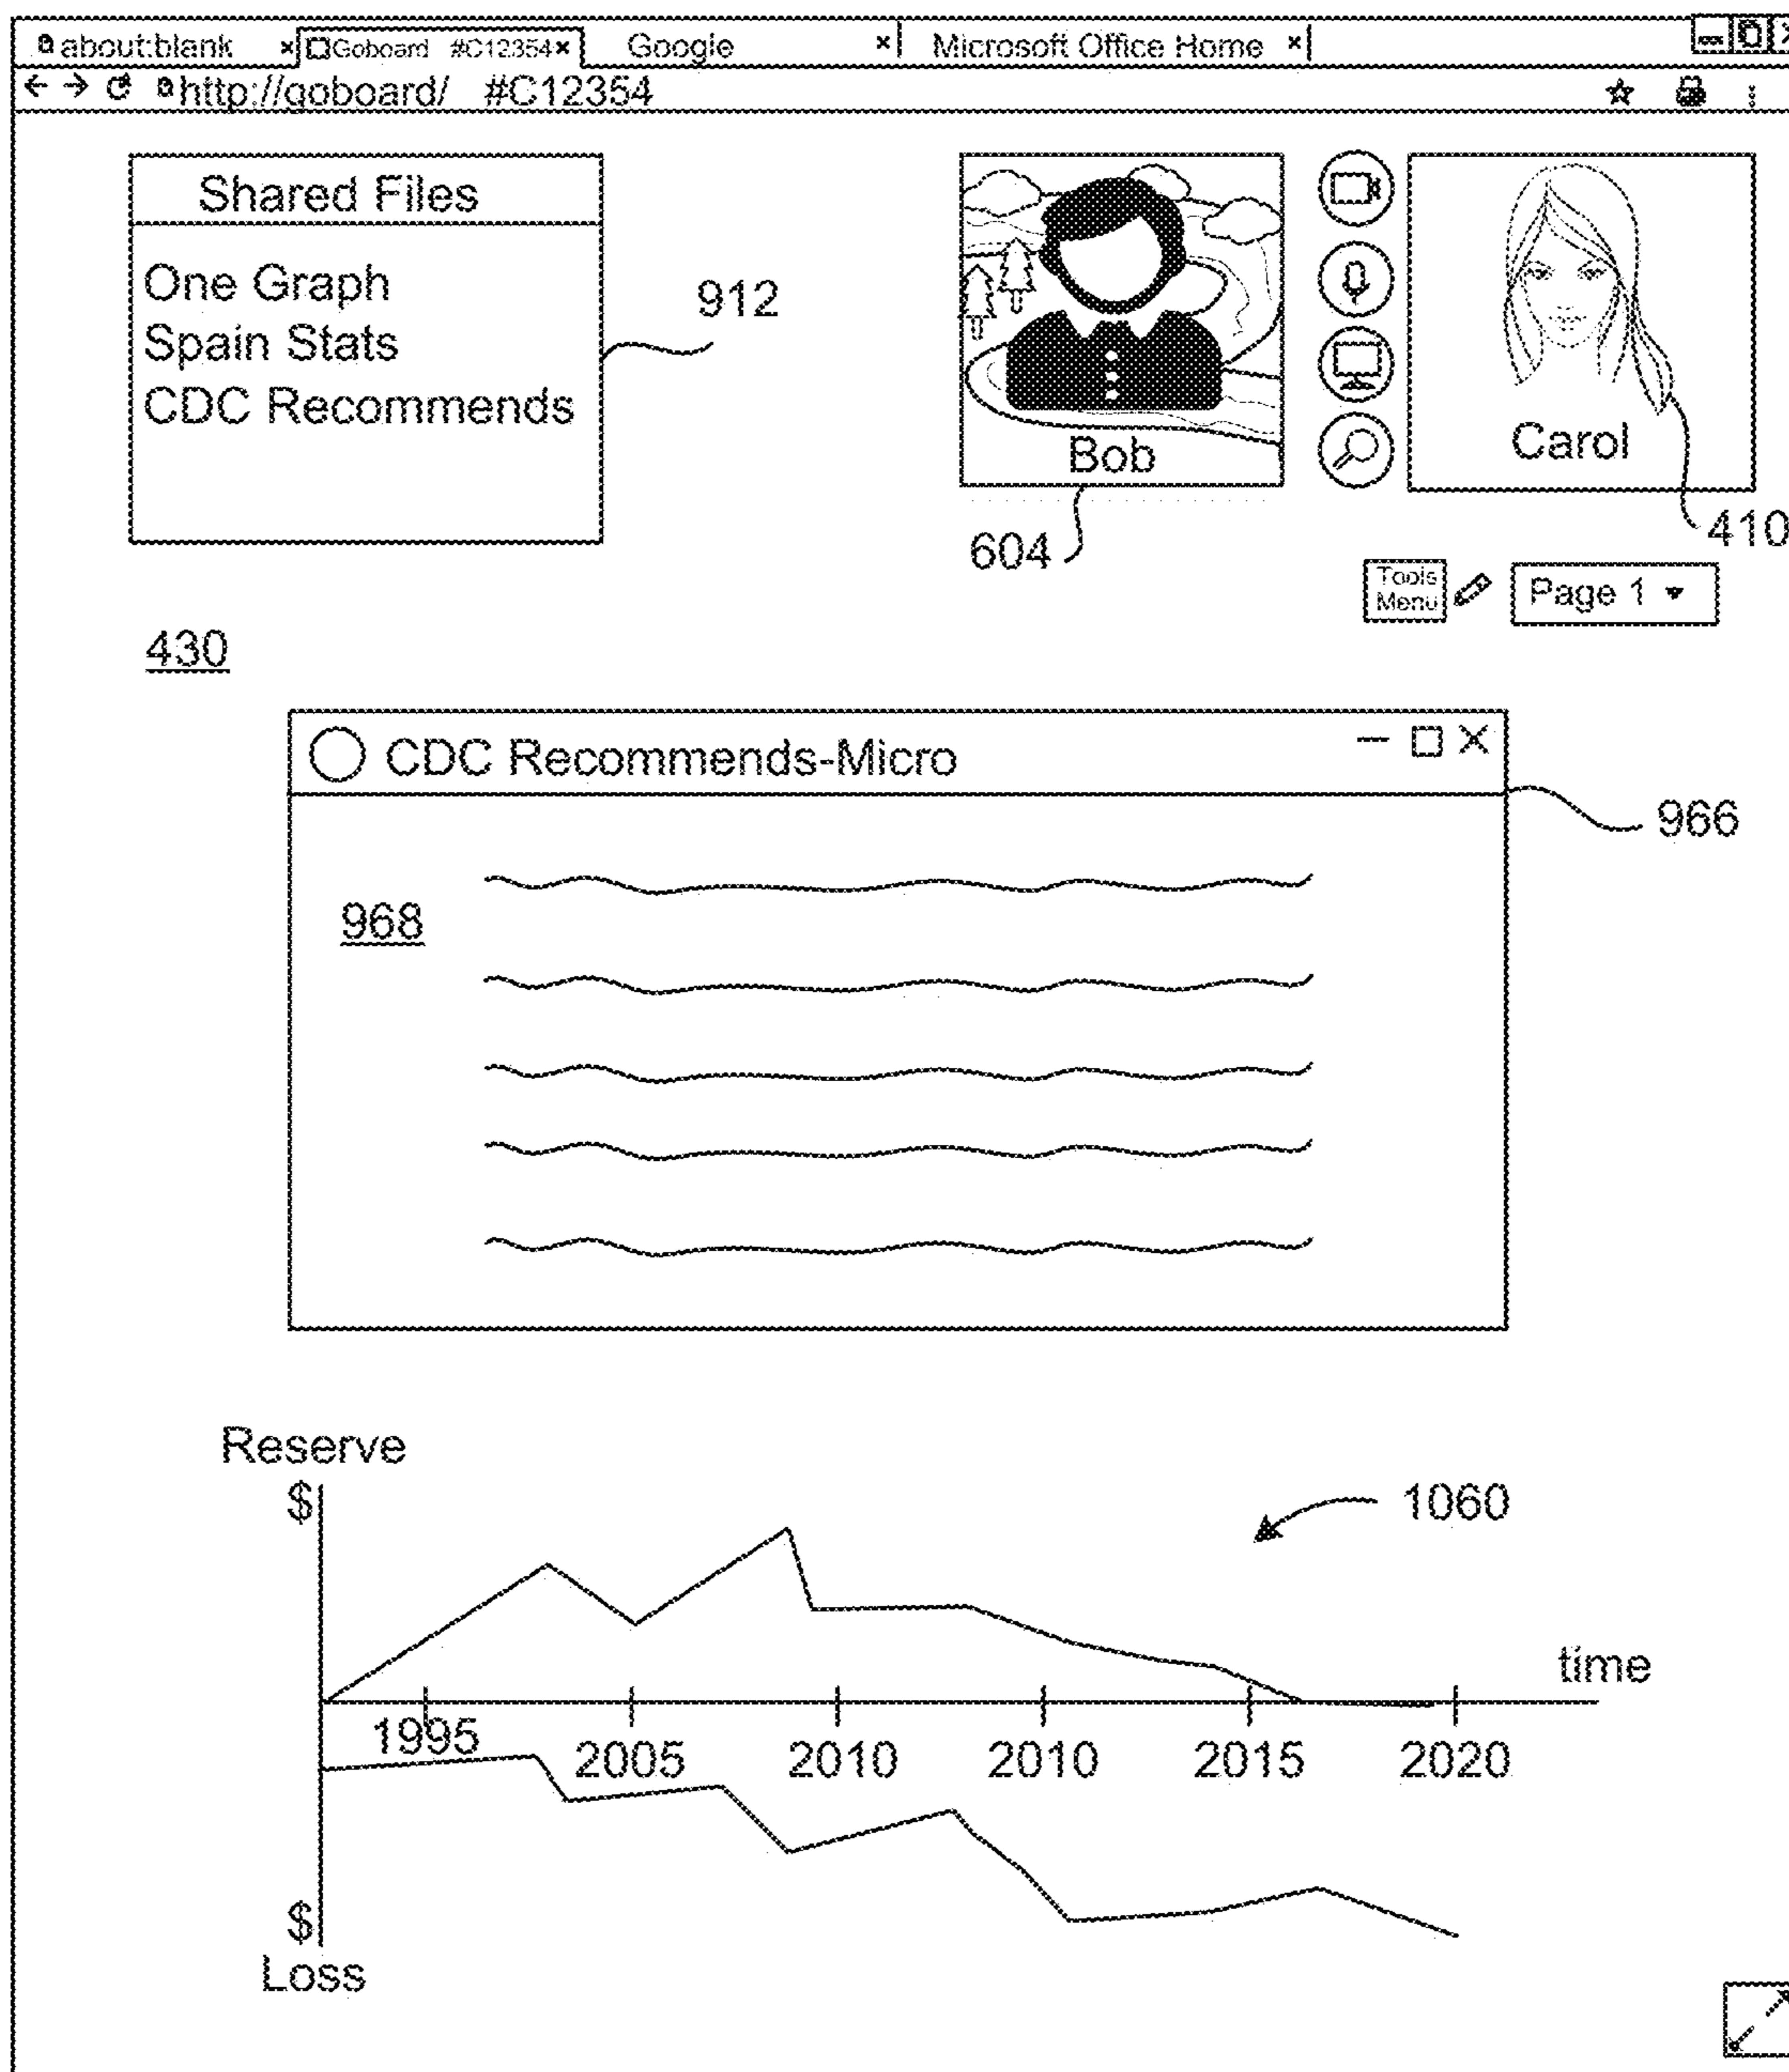 about:blank × Goboard #C12354 × Google × Microsoft Office Home ×
http://goboard/ #C12354
Shared Files
One Graph
Spain Stats
CDC Recommends
912
Bob
Carol
604
410
Tools
Menu
Page 1
430
CDC Recommends-Micro
966
968
Reserve
$
1060
time
1995
2005 2010 2010 2015 2020
$
Loss